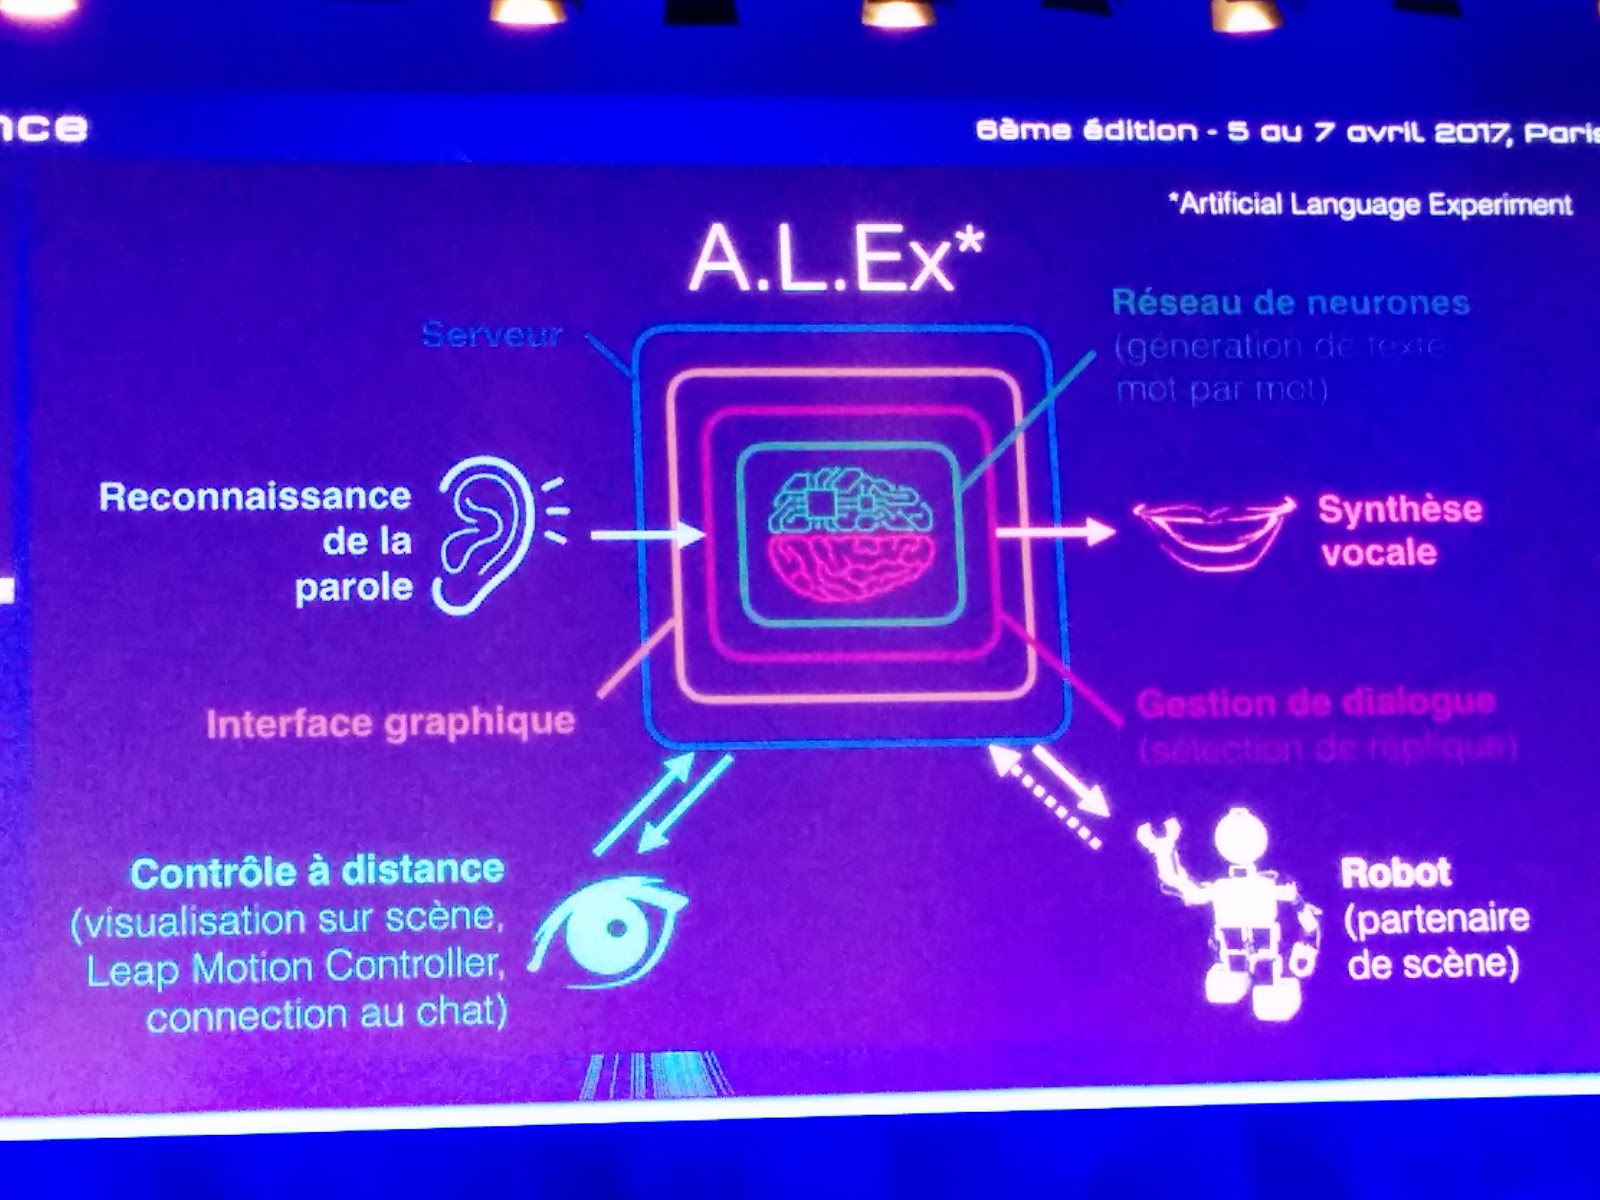 nce
6ème édition - 5 au 7 avril 2017, Paris
*Artificial Language Experiment
A.L.Ex*
Serveur
Réseau de neurones
(génération de texte
mot par mot)
Reconnaissance
de la
parole
Synthèse
vocale
Interface graphique
Gestion de dialogue
(sélection de réplique)
Contrôle à distance
(visualisation sur scène,
Leap Motion Controller,
connection au chat)
Robot
(partenaire
de scène)